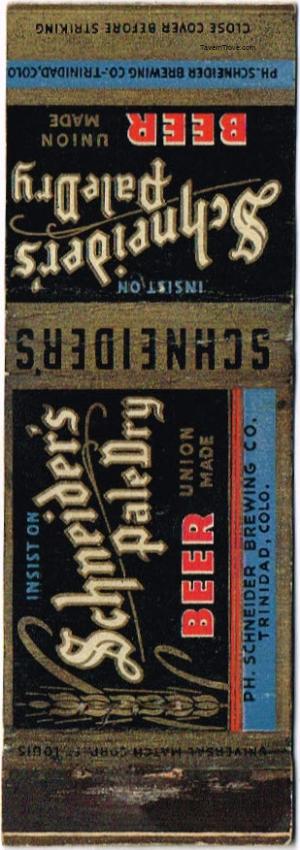 CLOSE COVER BEFORE STRIKING
TavernTrove.com
PH. SCHNEIDER BREWING CO.-TRINIDAD, COLO
INSIST ON
Schneider's
Pale Dry
UNION
MADE
BEER
SCHNEIDER'S
INSIST ON
Schneider's
Pale Dry
BEER
UNION
MADE
PH. SCHNEIDER BREWING CO.
TRINIDAD, COLO.
UNIVERSAL MATCH CORP., ST. LOUIS